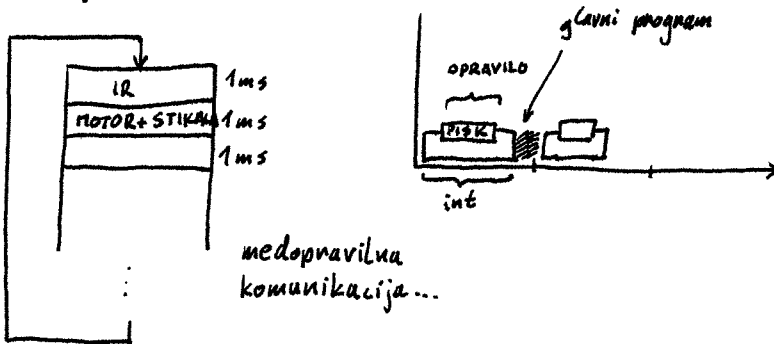 IR
1ms
MOTOR + STIKALA
1ms
1ms
glavni program
OPRAVILO
PISK
int
medopravilna
komunikacija...